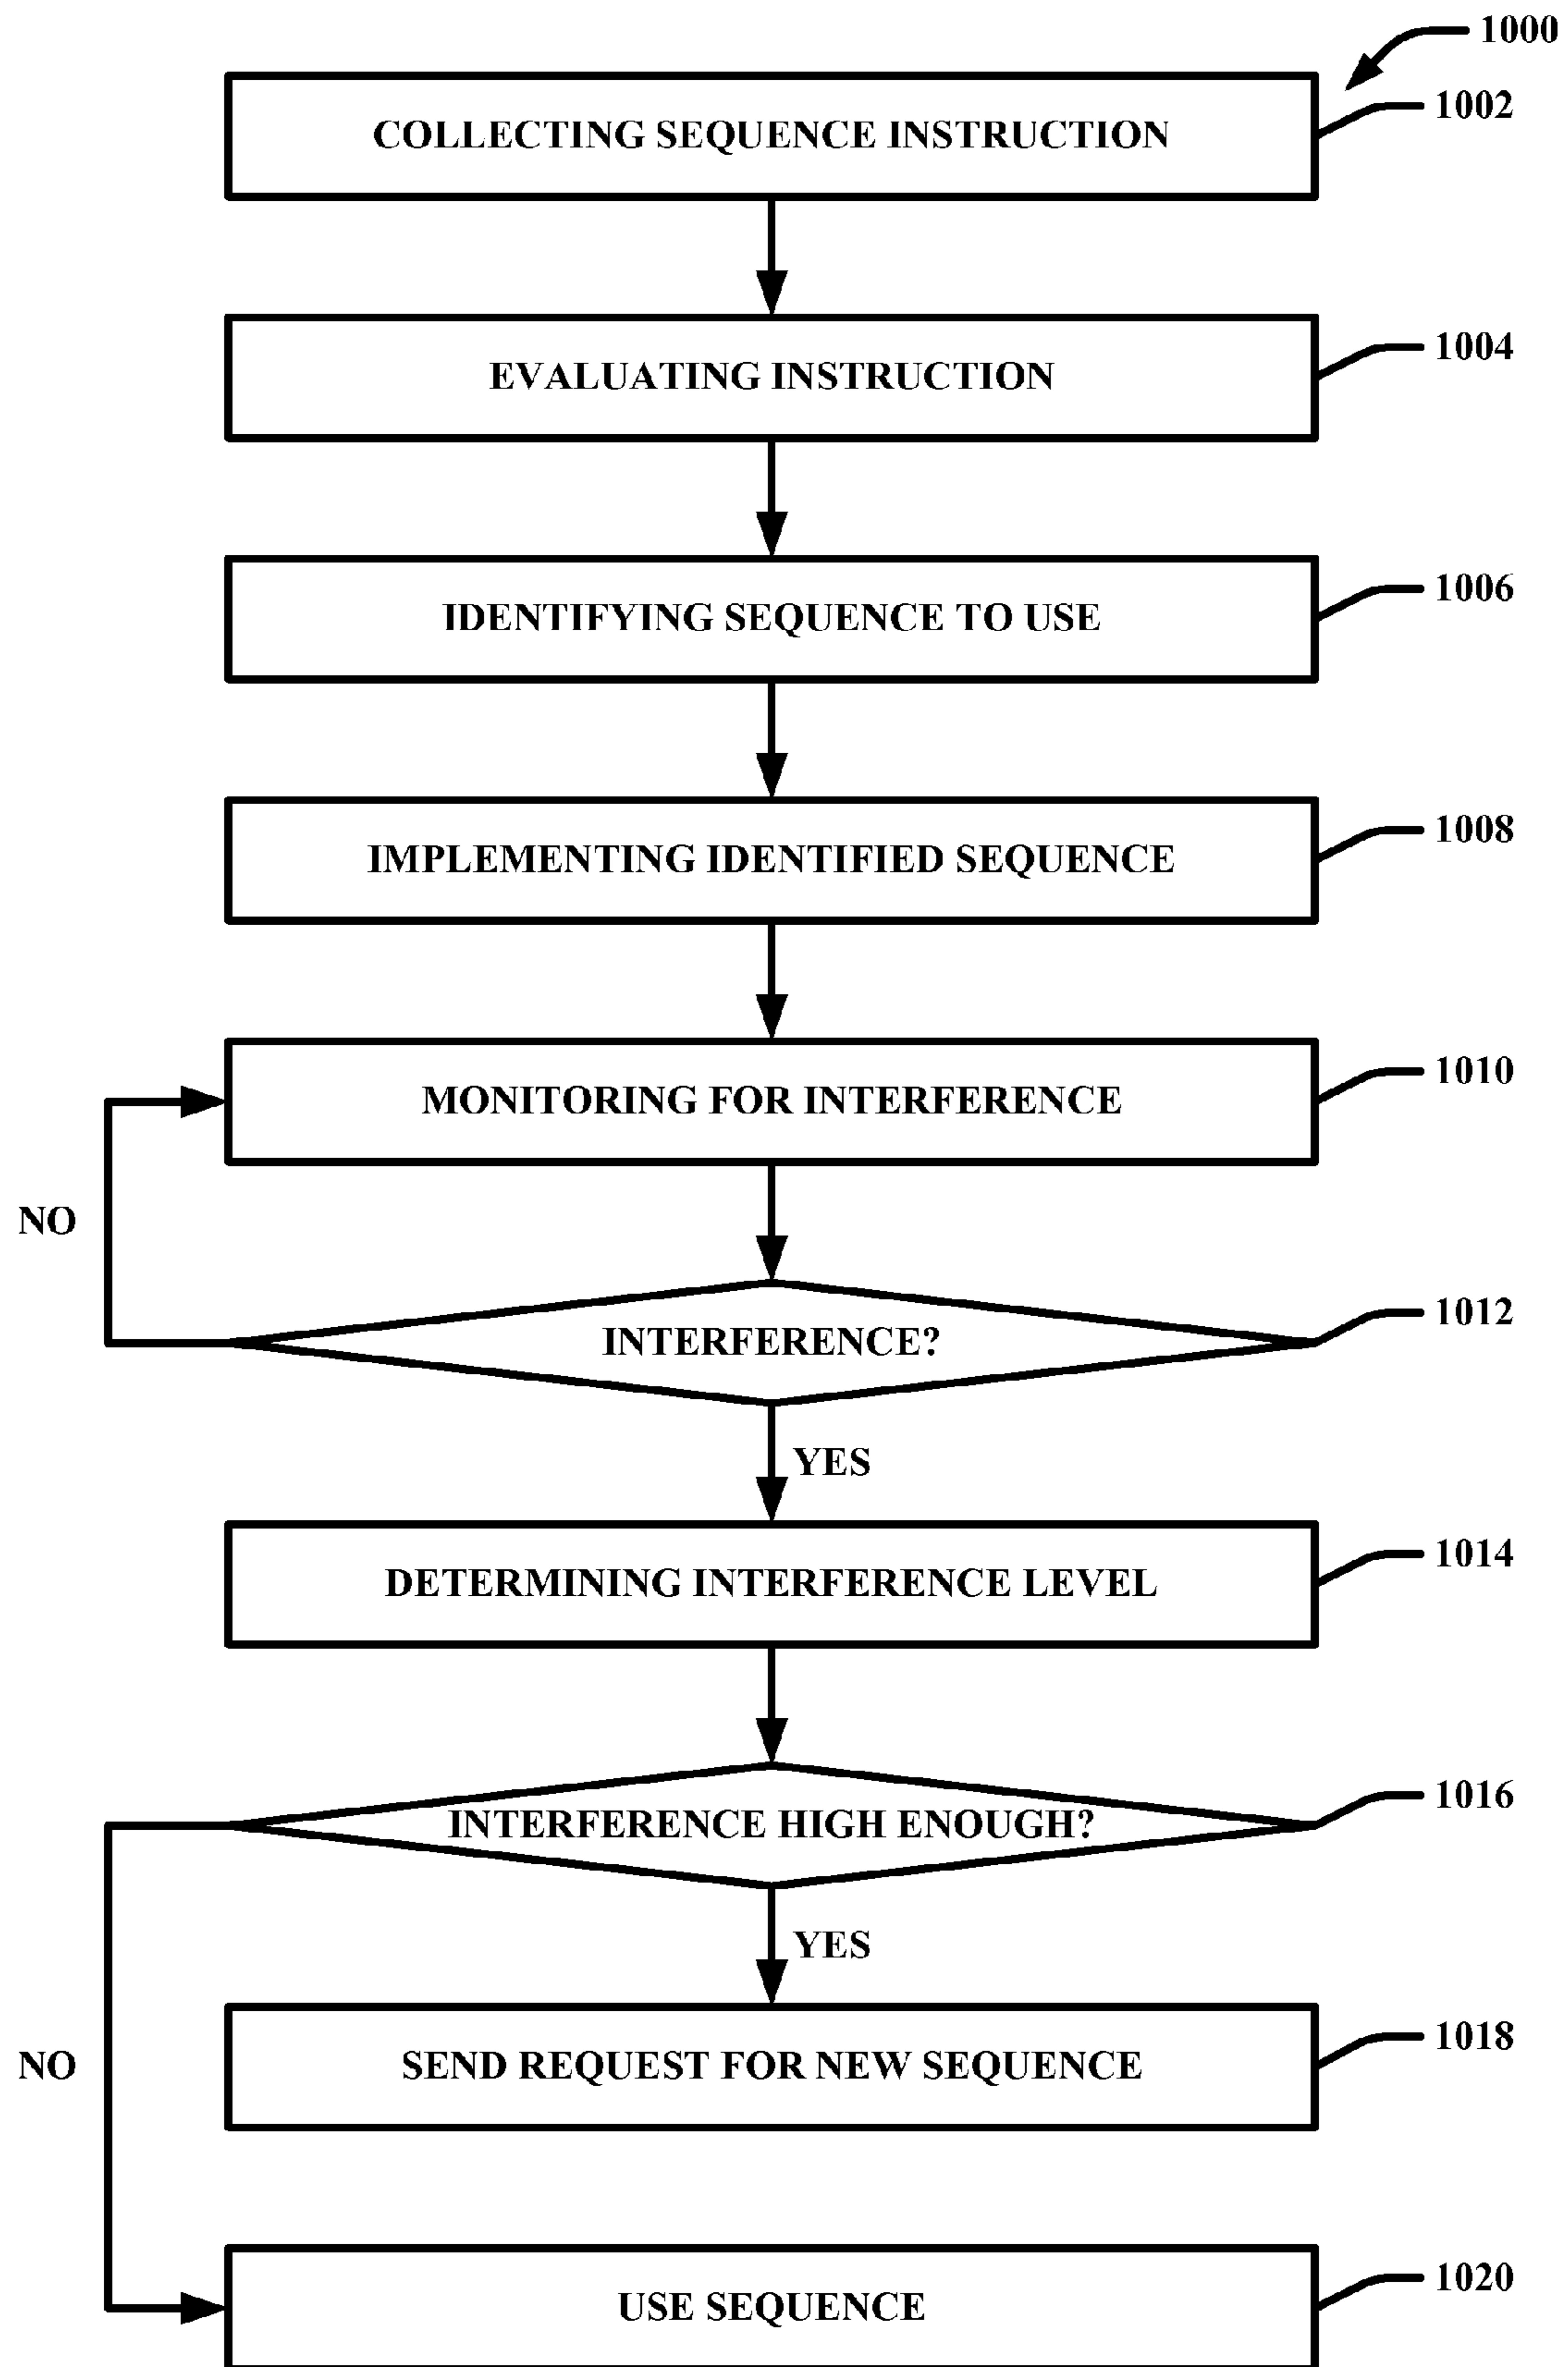 1000
COLLECTING SEQUENCE INSTRUCTION
1002
EVALUATING INSTRUCTION
1004
IDENTIFYING SEQUENCE TO USE
1006
IMPLEMENTING IDENTIFIED SEQUENCE
1008
MONITORING FOR INTERFERENCE
1010
NO
INTERFERENCE?
1012
YES
DETERMINING INTERFERENCE LEVEL
1014
INTERFERENCE HIGH ENOUGH?
1016
YES
SEND REQUEST FOR NEW SEQUENCE
1018
NO
USE SEQUENCE
1020